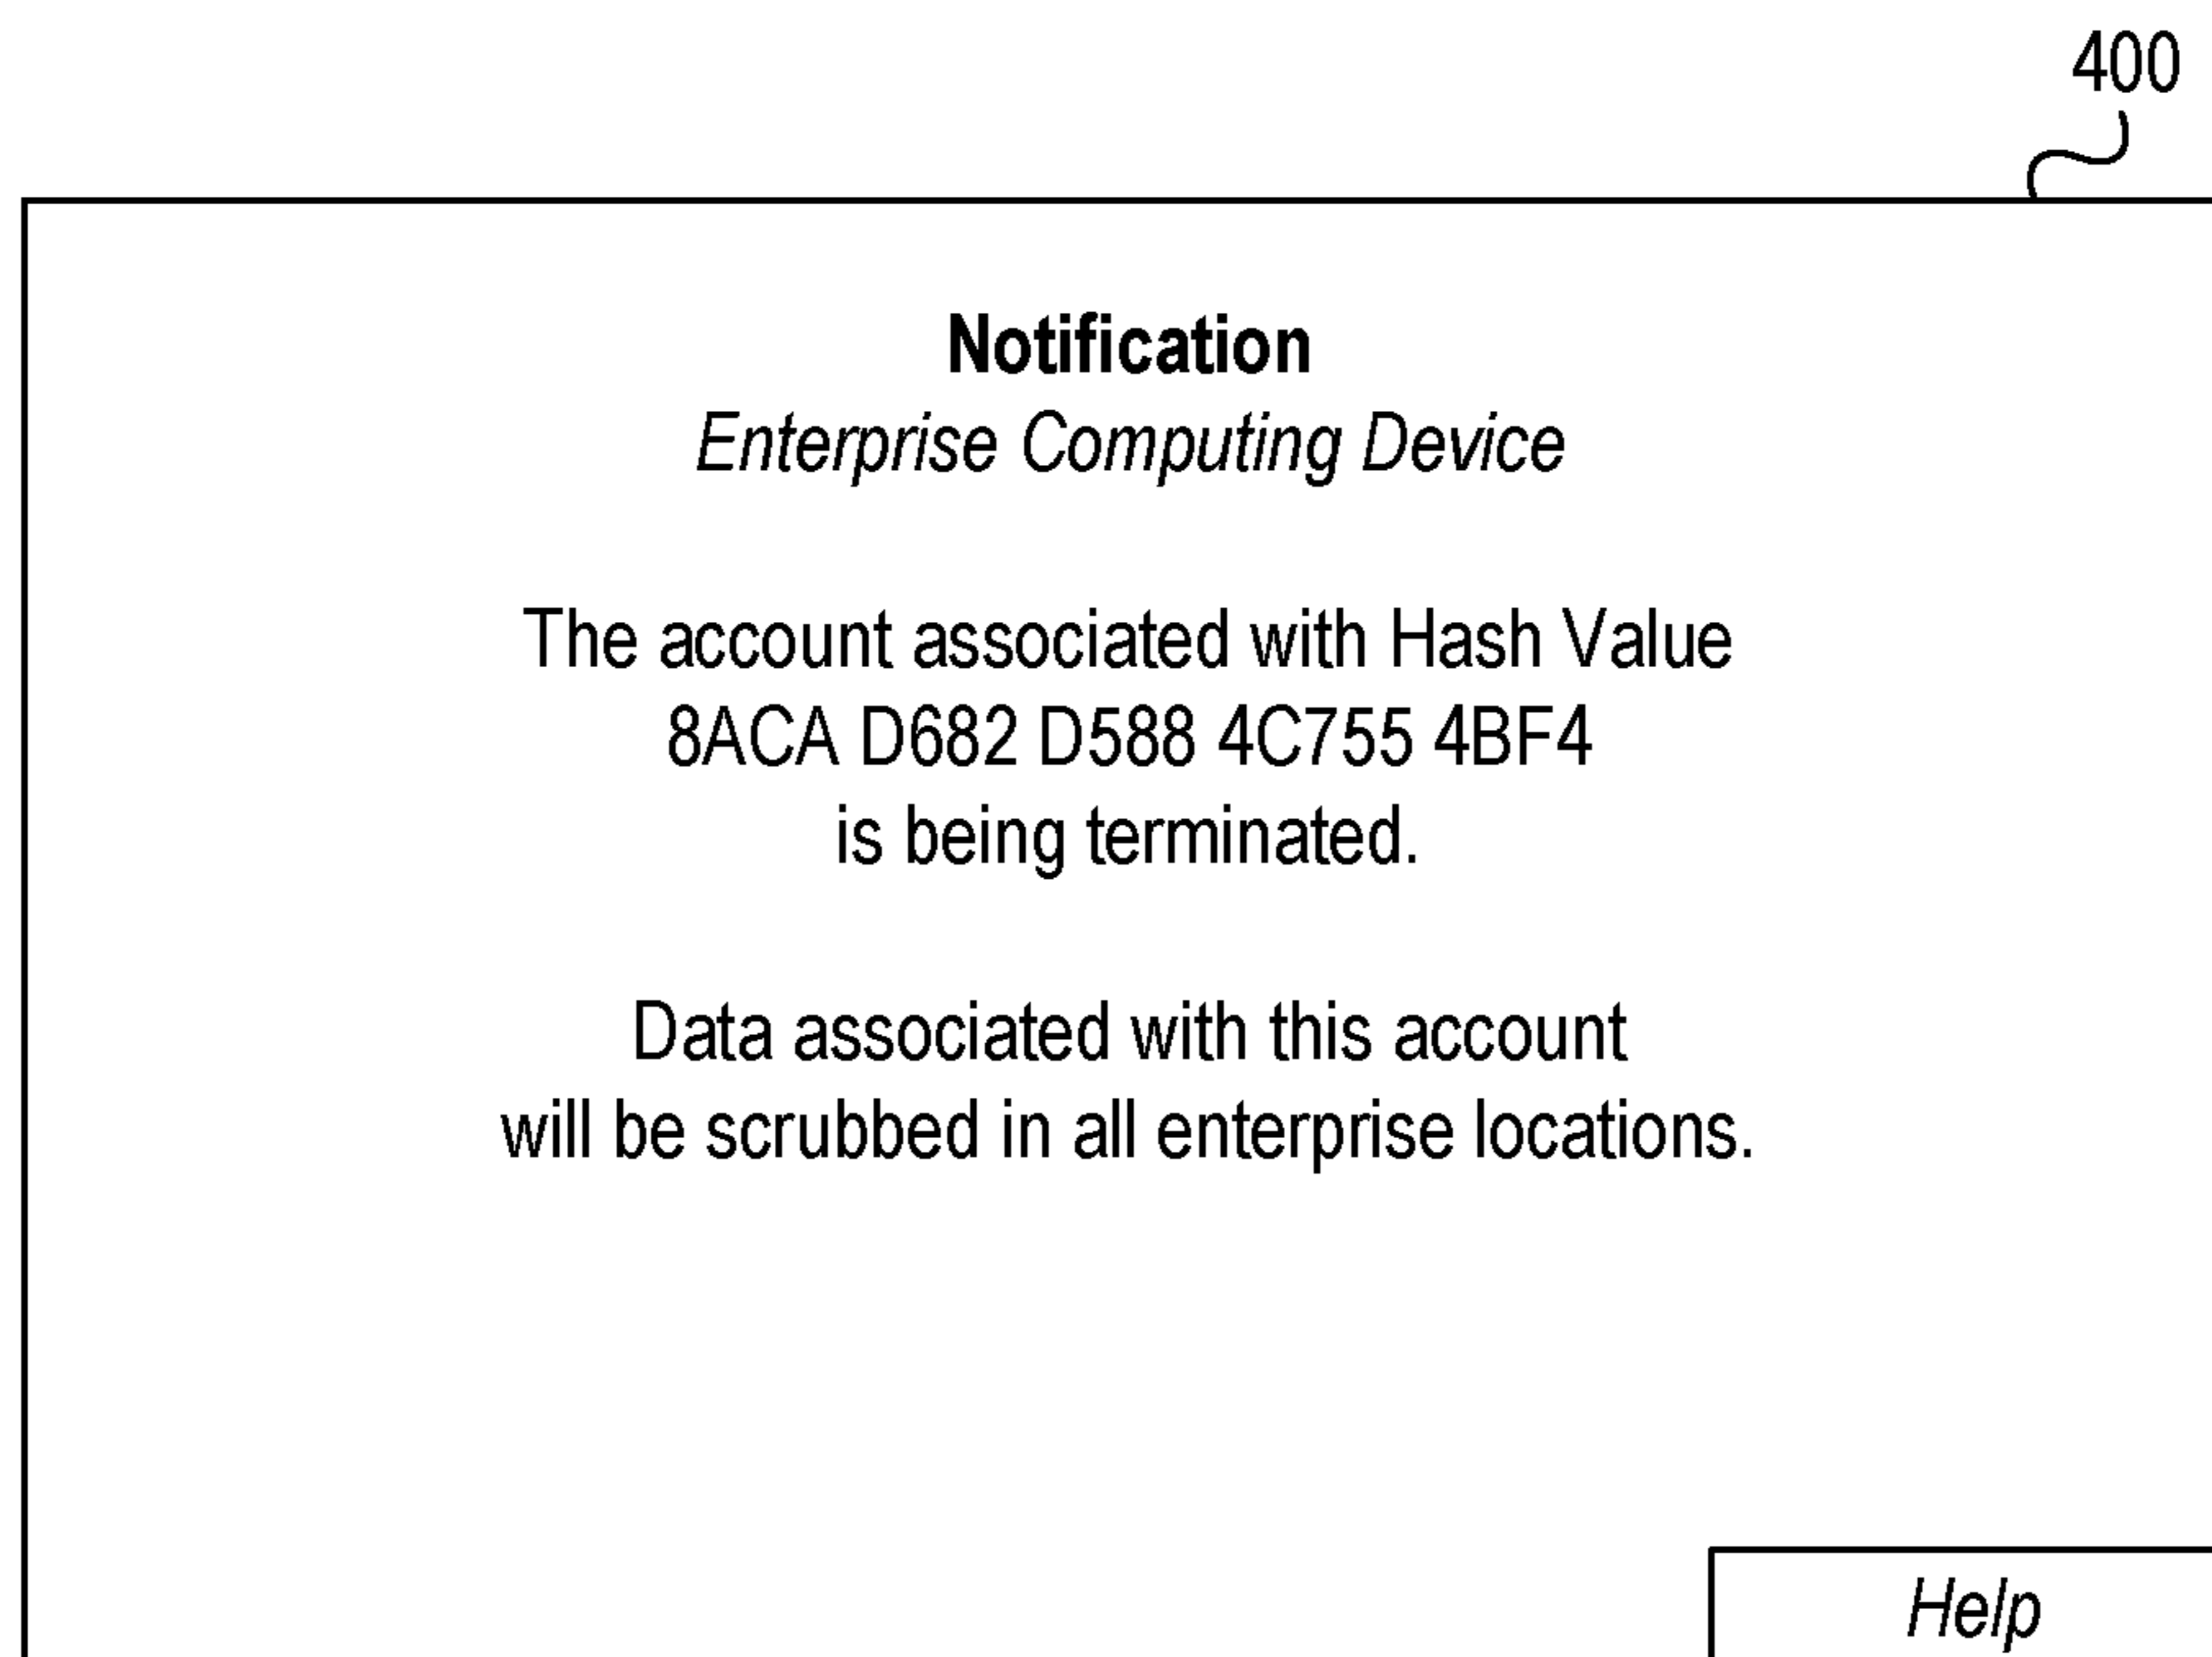 400
Notification
Enterprise Computing Device
The account associated with Hash Value
8ACA D682 D588 4C755 4BF4
is being terminated.
Data associated with this account
will be scrubbed in all enterprise locations.
Help